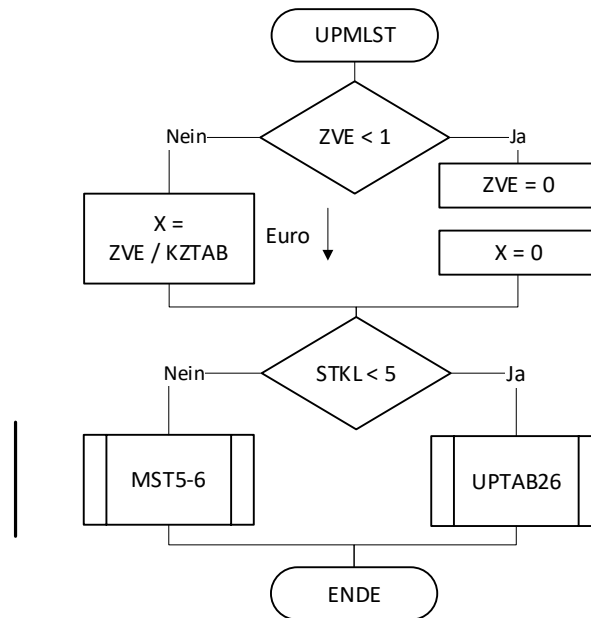 UPMLST
Nein
ZVE < 1
Ja
X =
ZVE / KZTAB
Euro
ZVE = 0
X = 0
Nein
STKL < 5
Ja
MST5-6
UPTAB26
ENDE